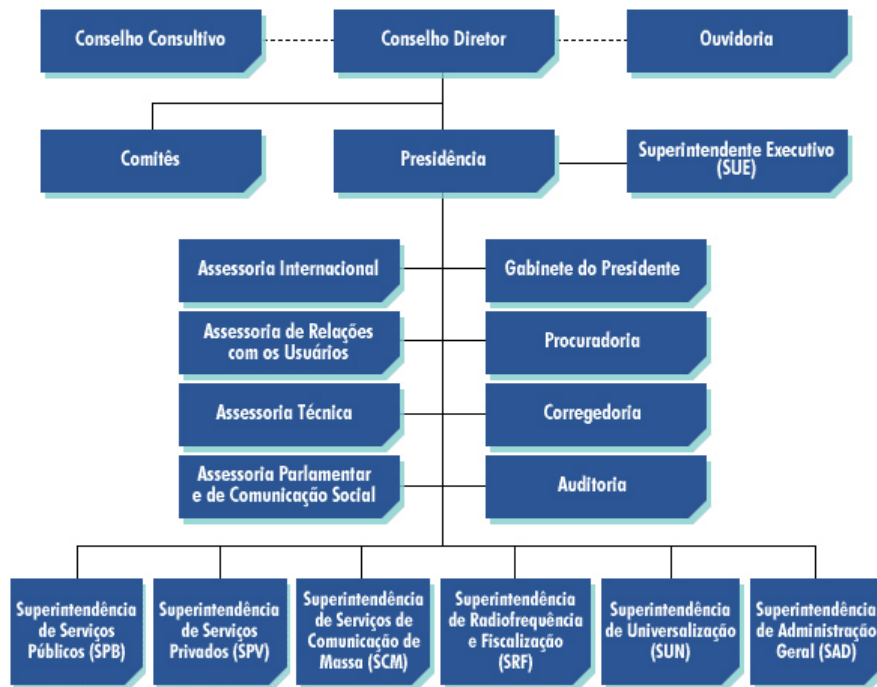 Conselho Consultivo
Conselho Diretor
Ouvidoria
Comitês
Presidência
Superintendente Executivo
(SUE)
Assessoria Internacional
Gabinete do Presidente
Assessoria de Relações
com os Usuários
Procuradoria
Assessoria Técnica
Corregedoria
Assessoria Parlamentar
e de Comunicação Social
Auditoria
Superintendência
de Serviços
Públicos (SPB)
Superintendência
de Serviços
Privados (SPV)
Superintendência
de Serviços de
Comunicação de
Massa (SCM)
Superintendência
de Radiofrequência
e Fiscalização
(SRF)
Superintendência
de Universalização
(SUN)
Superintendência
de Administração
Geral (SAD)